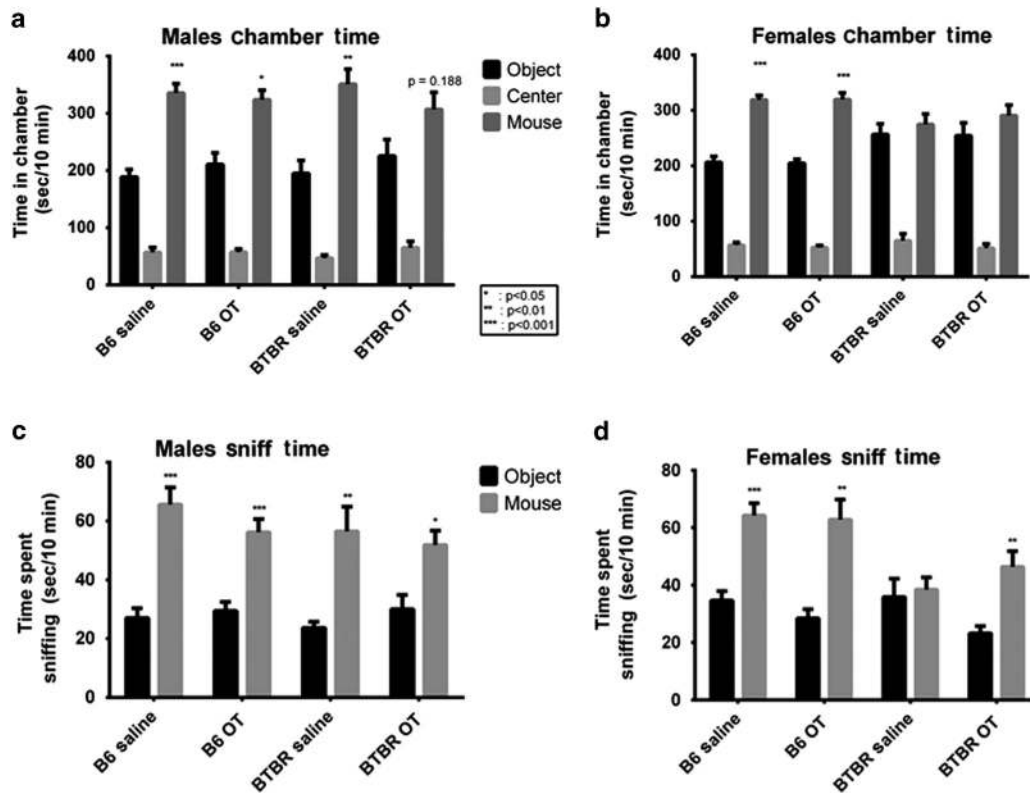 a
Males chamber time
Time in chamber
(sec/10 min)
400
300
200
100
0
***
*
**
p = 0.188
B6 saline
B6 OT
BTBR saline
BTBR OT
Object
Center
Mouse
* : p<0.05
** : p<0.01
*** : p<0.001
b
Females chamber time
Time in chamber
(sec/10 min)
400
300
200
100
0
***
***
B6 saline
B6 OT
BTBR saline
BTBR OT
c
Males sniff time
Time spent
sniffing (sec/10 min)
80
60
40
20
0
***
***
**
*
B6 saline
B6 OT
BTBR saline
BTBR OT
Object
Mouse
d
Females sniff time
Time spent
sniffing (sec/10 min)
80
60
40
20
0
***
**
**
B6 saline
B6 OT
BTBR saline
BTBR OT